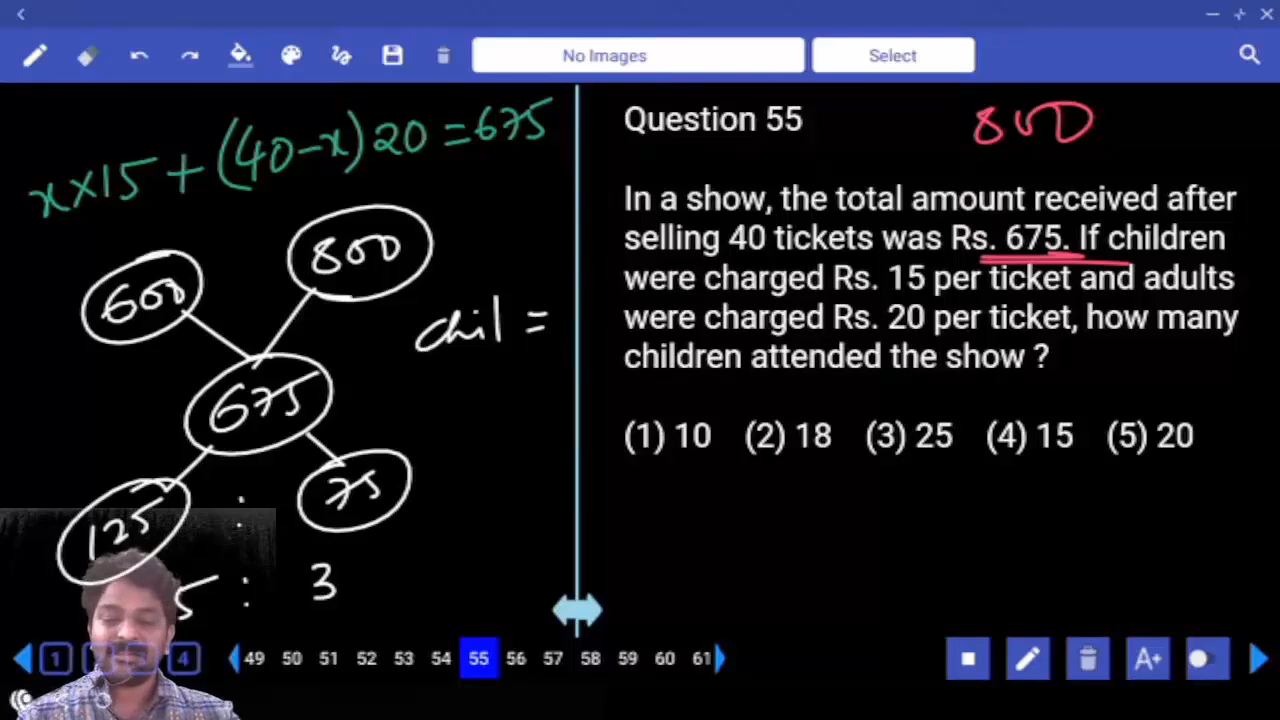 No Images
Select
x×15+(40-x)20=675
600
800
chil =
675
125 : 75
5 : 3
Question 55
800
In a show, the total amount received after
selling 40 tickets was Rs. 675. If children
were charged Rs. 15 per ticket and adults
were charged Rs. 20 per ticket, how many
children attended the show ?
(1) 10 (2) 18 (3) 25 (4) 15 (5) 20
1 4 49 50 51 52 53 54 55 56 57 58 59 60 61
A+